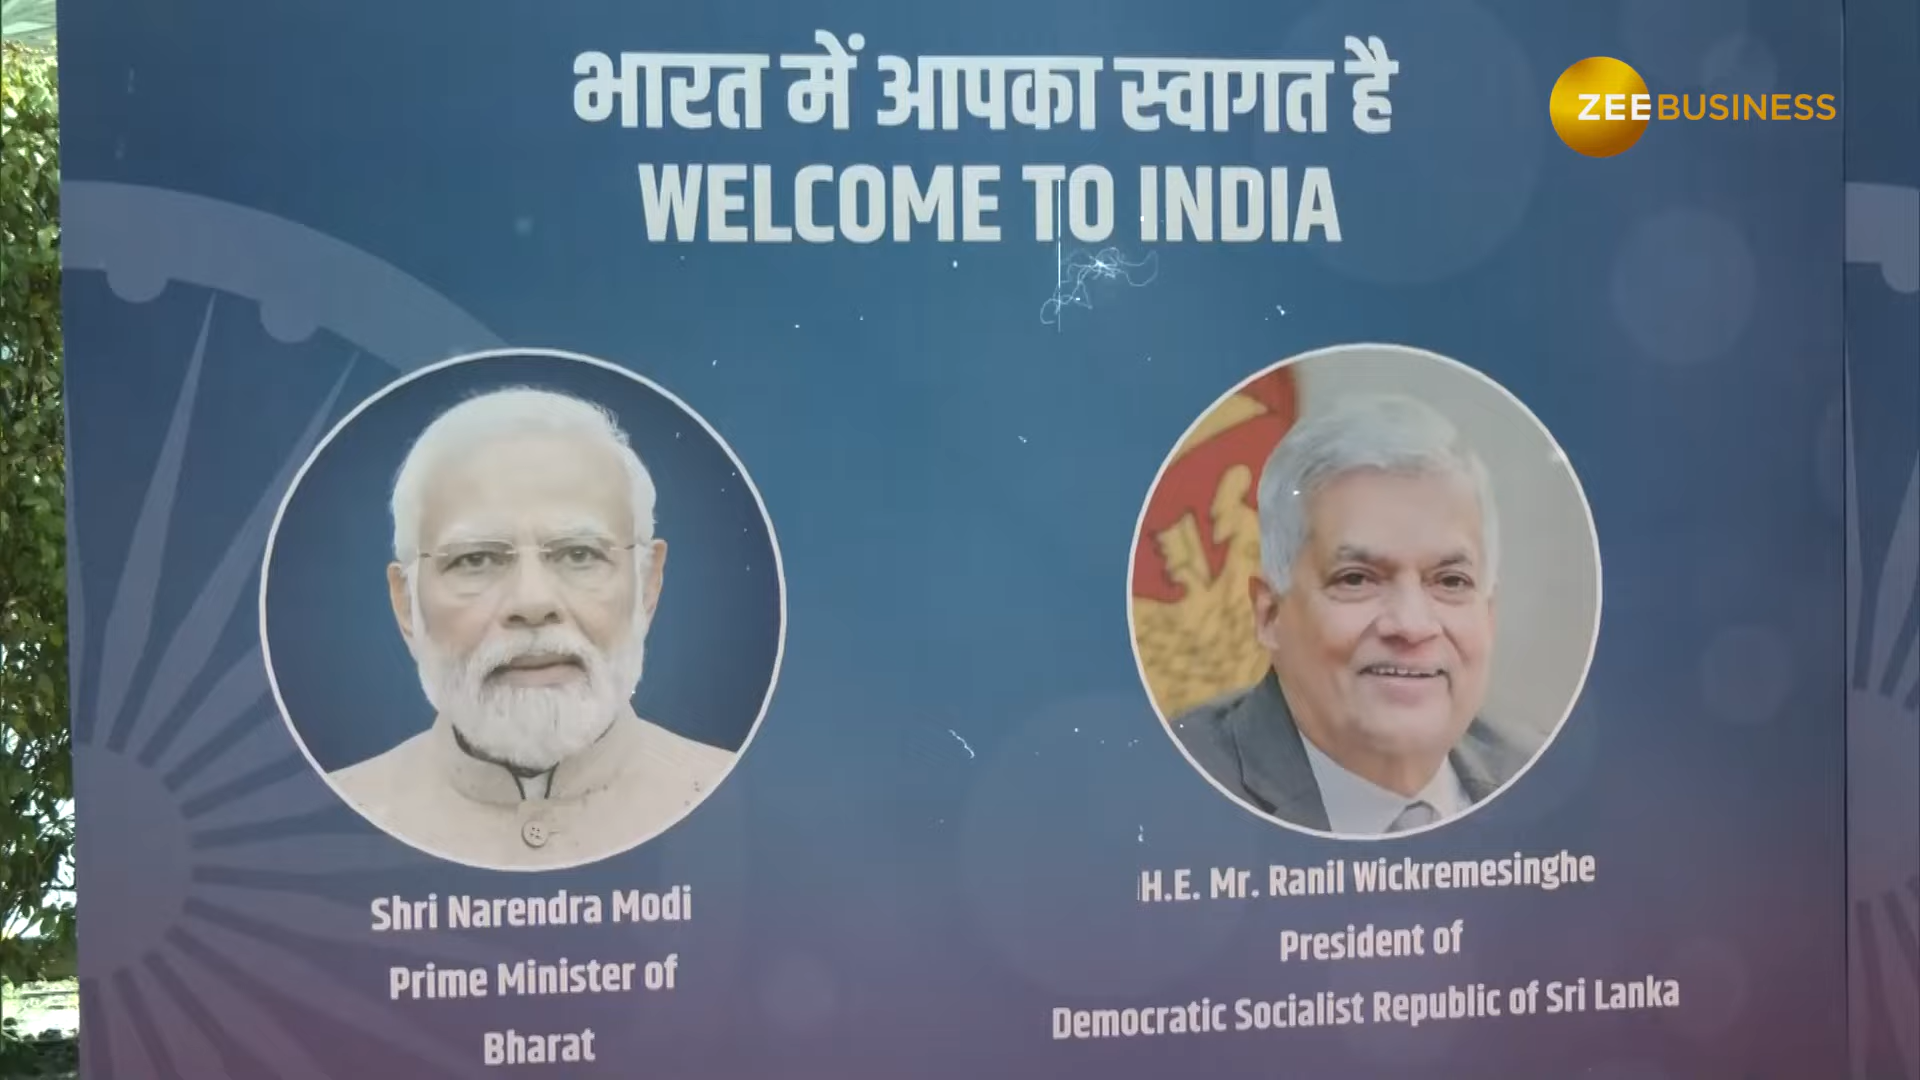 भारत में आपका स्वागत है
WELCOME TO INDIA
ZEEBUSINESS
Shri Narendra Modi
Prime Minister of
Bharat
H.E. Mr. Ranil Wickremesinghe
President of
Democratic Socialist Republic of Sri Lanka